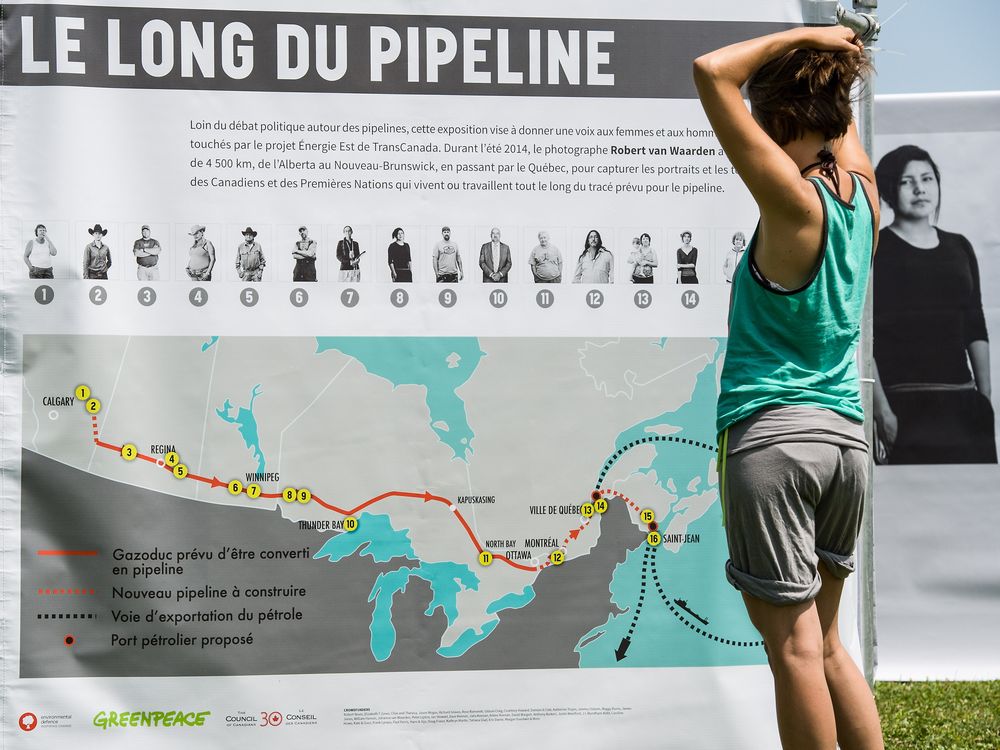 LE LONG DU PIPELINE
Loin du débat politique autour des pipelines, cette exposition vise à donner une voix aux femmes et aux
touchés par le projet Énergie Est de TransCanada. Durant l'été 2014, le photographe Robert van Waarden
de 4 500 km, de l'Alberta au Nouveau-Brunswick, en passant par le Québec, pour capturer les portraits et les
des Canadiens et des Premières Nations qui vivent ou travaillent tout le long du tracé prévu pour le pipeline.
1 2 3 4 5 6 7 8 9 10 11 12 13 14
CALGARY
1
2
3
REGINA
4
5
WINNIPEG
6 7
8 9
THUNDER BAY 10
KAPUSKASING
NORTH BAY
11
OTTAWA
MONTRÉAL
12
VILLE DE QUÉBEC
13 14
15
16 SAINT-JEAN
Gazoduc prévu d'être converti
en pipeline
Nouveau pipeline à construire
Voie d'exportation du pétrole
Port pétrolier proposé
environmental
defence
GREENPEACE
THE
COUNCIL
OF CANADIANS
30
LE
CONSEIL
DES CANADIENS
CROWDFUNDERS